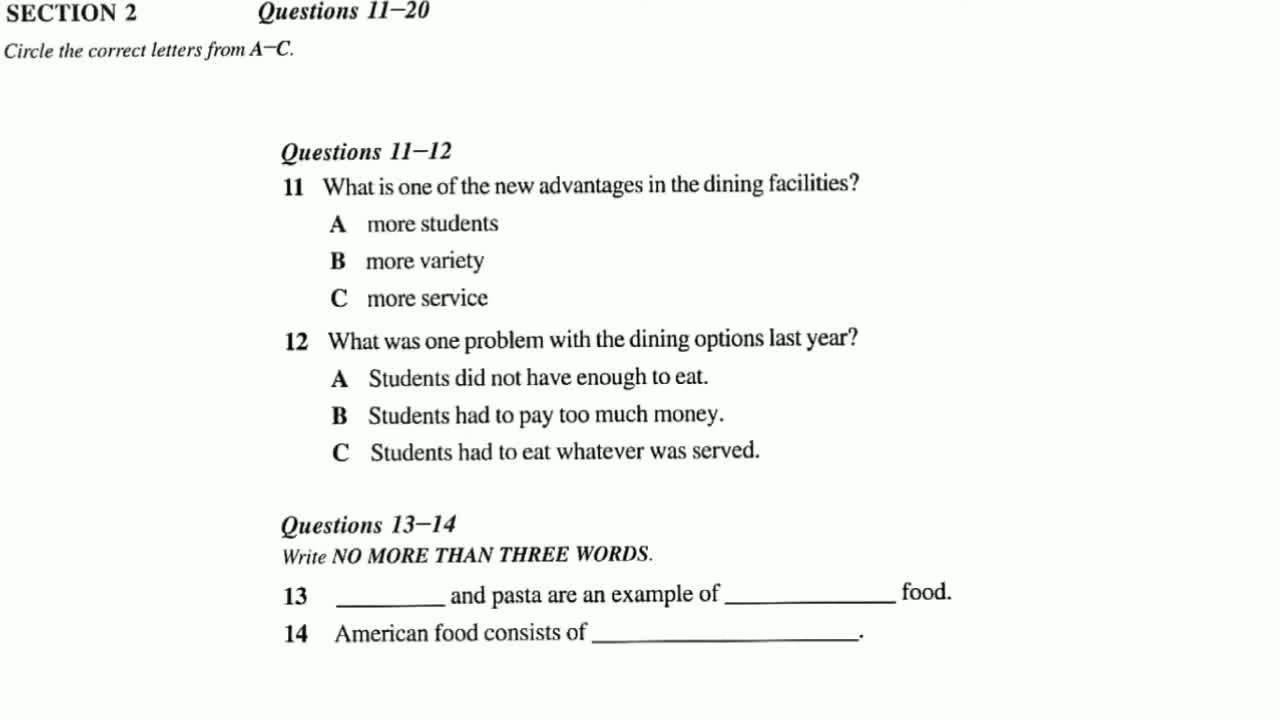 SECTION 2 Questions 11–20
Circle the correct letters from A–C.
Questions 11–12
11 What is one of the new advantages in the dining facilities?
A more students
B more variety
C more service
12 What was one problem with the dining options last year?
A Students did not have enough to eat.
B Students had to pay too much money.
C Students had to eat whatever was served.
Questions 13–14
Write NO MORE THAN THREE WORDS.
13 _________ and pasta are an example of ______________ food.
14 American food consists of ______________________.